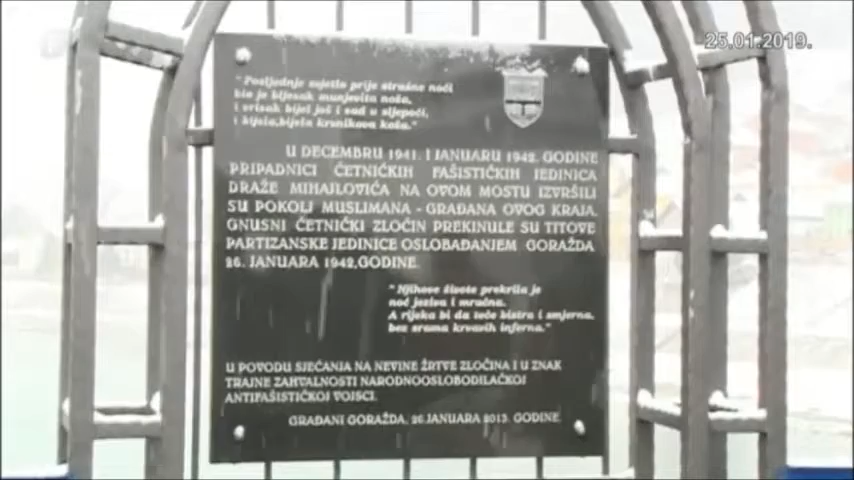 25.01.2019.
"Posljednje svjetlo prije strašne noći
bio je bljesak munjevita noža,
i vrisak bijel još i sad u sljepoći,
i bijela, bijela krvnikova koža."
U DECEMBRU 1941. I JANUARU 1942. GODINE
PRIPADNICI ČETNIČKIH FAŠISTIČKIH JEDINICA
DRAŽE MIHAJLOVIĆA NA OVOM MOSTU IZVRŠILI
SU POKOLJ MUSLIMANA - GRAĐANA OVOG KRAJA.
GNUSNI ČETNIČKI ZLOČIN PREKINULE SU TITOVE
PARTIZANSKE JEDINICE OSLOBAĐANJEM GORAŽDA
26. JANUARA 1942.GODINE.
"Njihove živote prekrila je
noć jeziva i mračna.
A rijeka bi da teče bistra i smjerna,
bez srama krvavih inferna."
U POVODU SJEĆANJA NA NEVINE ŽRTVE ZLOČINA I U ZNAK
TRAJNE ZAHVALNOSTI NARODNOOSLOBODILAČKOJ
ANTIFAŠISTIČKOJ VOJSCI.
GRAĐANI GORAŽDA, 26.JANUARA 2013. GODINE